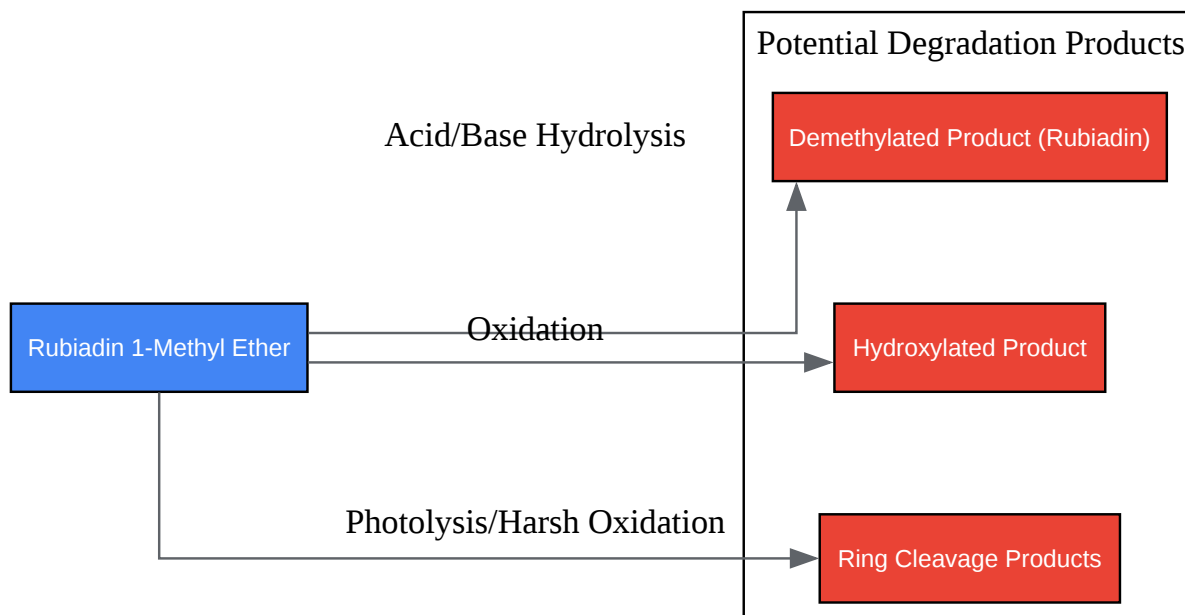 Potential Degradation Products
Acid/Base Hydrolysis
Demethylated Product (Rubiadin)
Rubiadin 1-Methyl Ether
Oxidation
Hydroxylated Product
Photolysis/Harsh Oxidation
Ring Cleavage Products